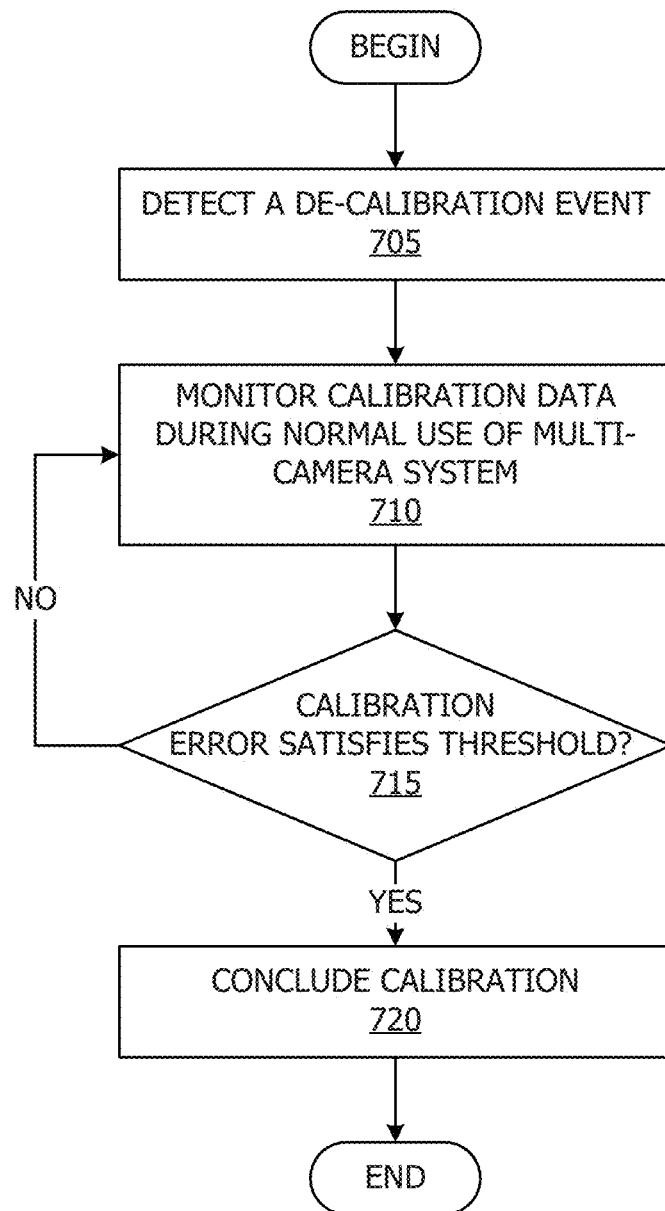 BEGIN
DETECT A DE-CALIBRATION EVENT
705
MONITOR CALIBRATION DATA
DURING NORMAL USE OF MULTI-
CAMERA SYSTEM
710
NO
CALIBRATION
ERROR SATISFIES THRESHOLD?
715
YES
CONCLUDE CALIBRATION
720
END